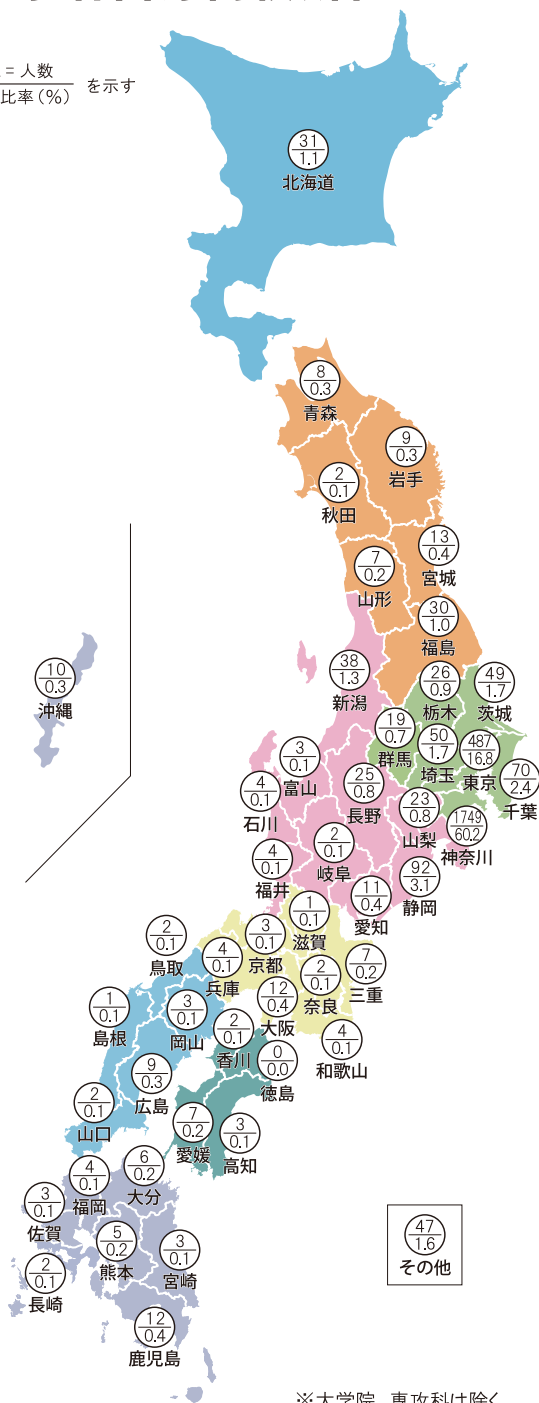 = 人数
比率(%) を示す
31
1.1
北海道
8
0.3
青森
9
0.3
岩手
2
0.1
秋田
13
0.4
宮城
7
0.2
山形
30
1.0
福島
38
1.3
新潟
26
0.9
栃木
49
1.7
茨城
10
0.3
沖縄
19
0.7
群馬
50
1.7
埼玉
487
16.8
東京
70
2.4
千葉
3
0.1
富山
25
0.8
長野
4
0.1
石川
23
0.8
山梨
1749
60.2
神奈川
2
0.1
岐阜
4
0.1
福井
92
3.1
静岡
11
0.4
愛知
1
0.1
滋賀
3
0.1
京都
2
0.1
鳥取
4
0.1
兵庫
7
0.2
三重
2
0.1
奈良
12
0.4
大阪
1
0.1
島根
3
0.1
岡山
2
0.1
香川
4
0.1
和歌山
0
0.0
徳島
9
0.3
広島
2
0.1
山口
7
0.2
愛媛
3
0.1
高知
6
0.2
大分
4
0.1
福岡
3
0.1
佐賀
5
0.2
熊本
3
0.1
宮崎
2
0.1
長崎
12
0.4
鹿児島
47
1.6
その他
※大学院、専攻科は除く